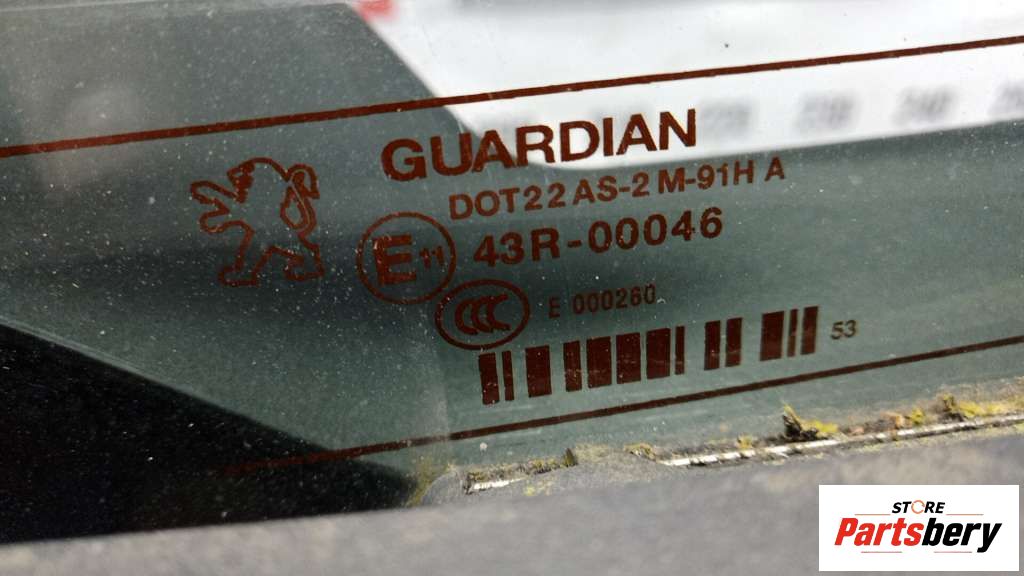 GUARDIAN
DOT22 AS-2 M-91H A
E11 43R-00046
CCC E 000260
53
STORE
Partsbery